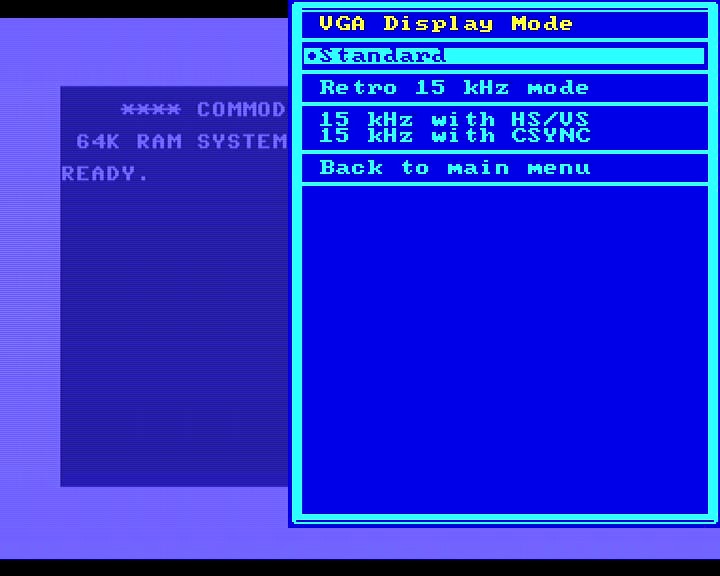 VGA Display Mode
•Standard
Retro 15 kHz mode
15 kHz with HS/VS
15 kHz with CSYNC
Back to main menu
**** COMMOD
64K RAM SYSTEM
READY.